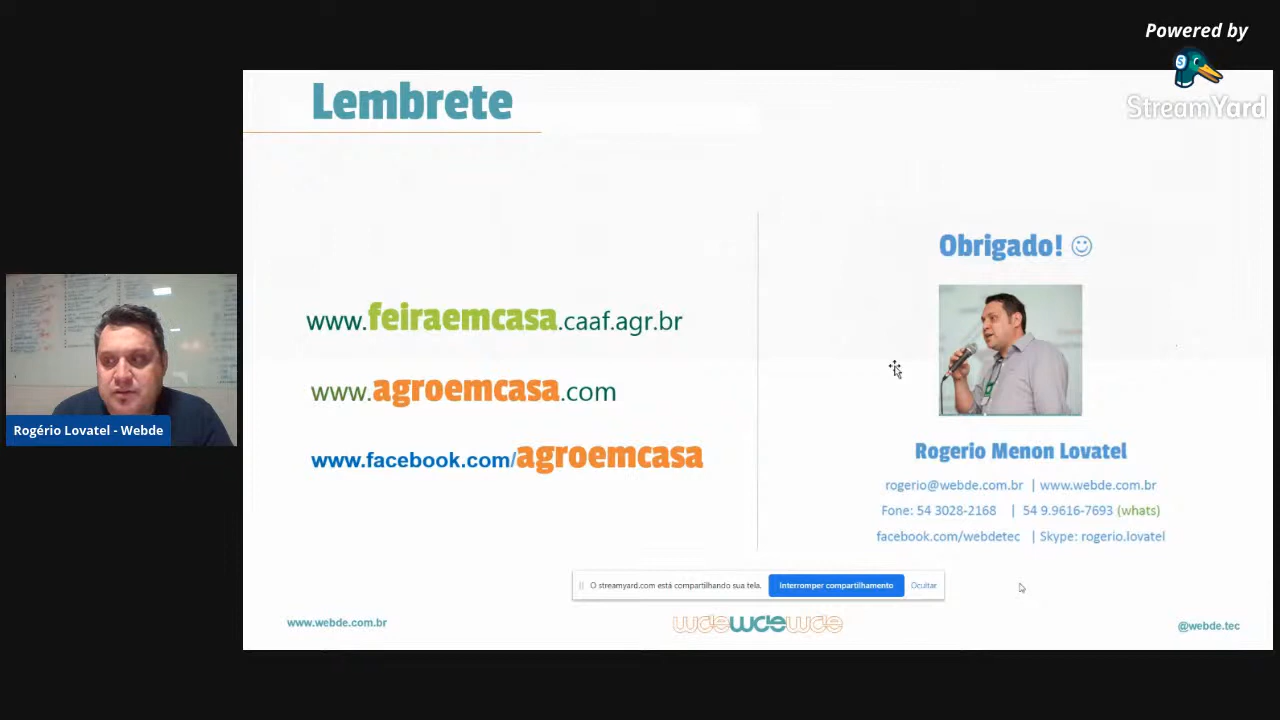 Powered by
StreamYard
Lembrete
Obrigado!
www.feiraemcasa.caaf.agr.br
www.agroemcasa.com
www.facebook.com/agroemcasa
Rogério Lovatel - Webde
Rogerio Menon Lovatel
rogerio@webde.com.br | www.webde.com.br
Fone: 54 3028-2168 | 54 9.9616-7693 (whats)
facebook.com/webdetec | Skype: rogerio.lovatel
O streamyard.com está compartilhando sua tela. Interromper compartilhamento Ocultar
www.webde.com.br
wdewdewde
@webde.tec